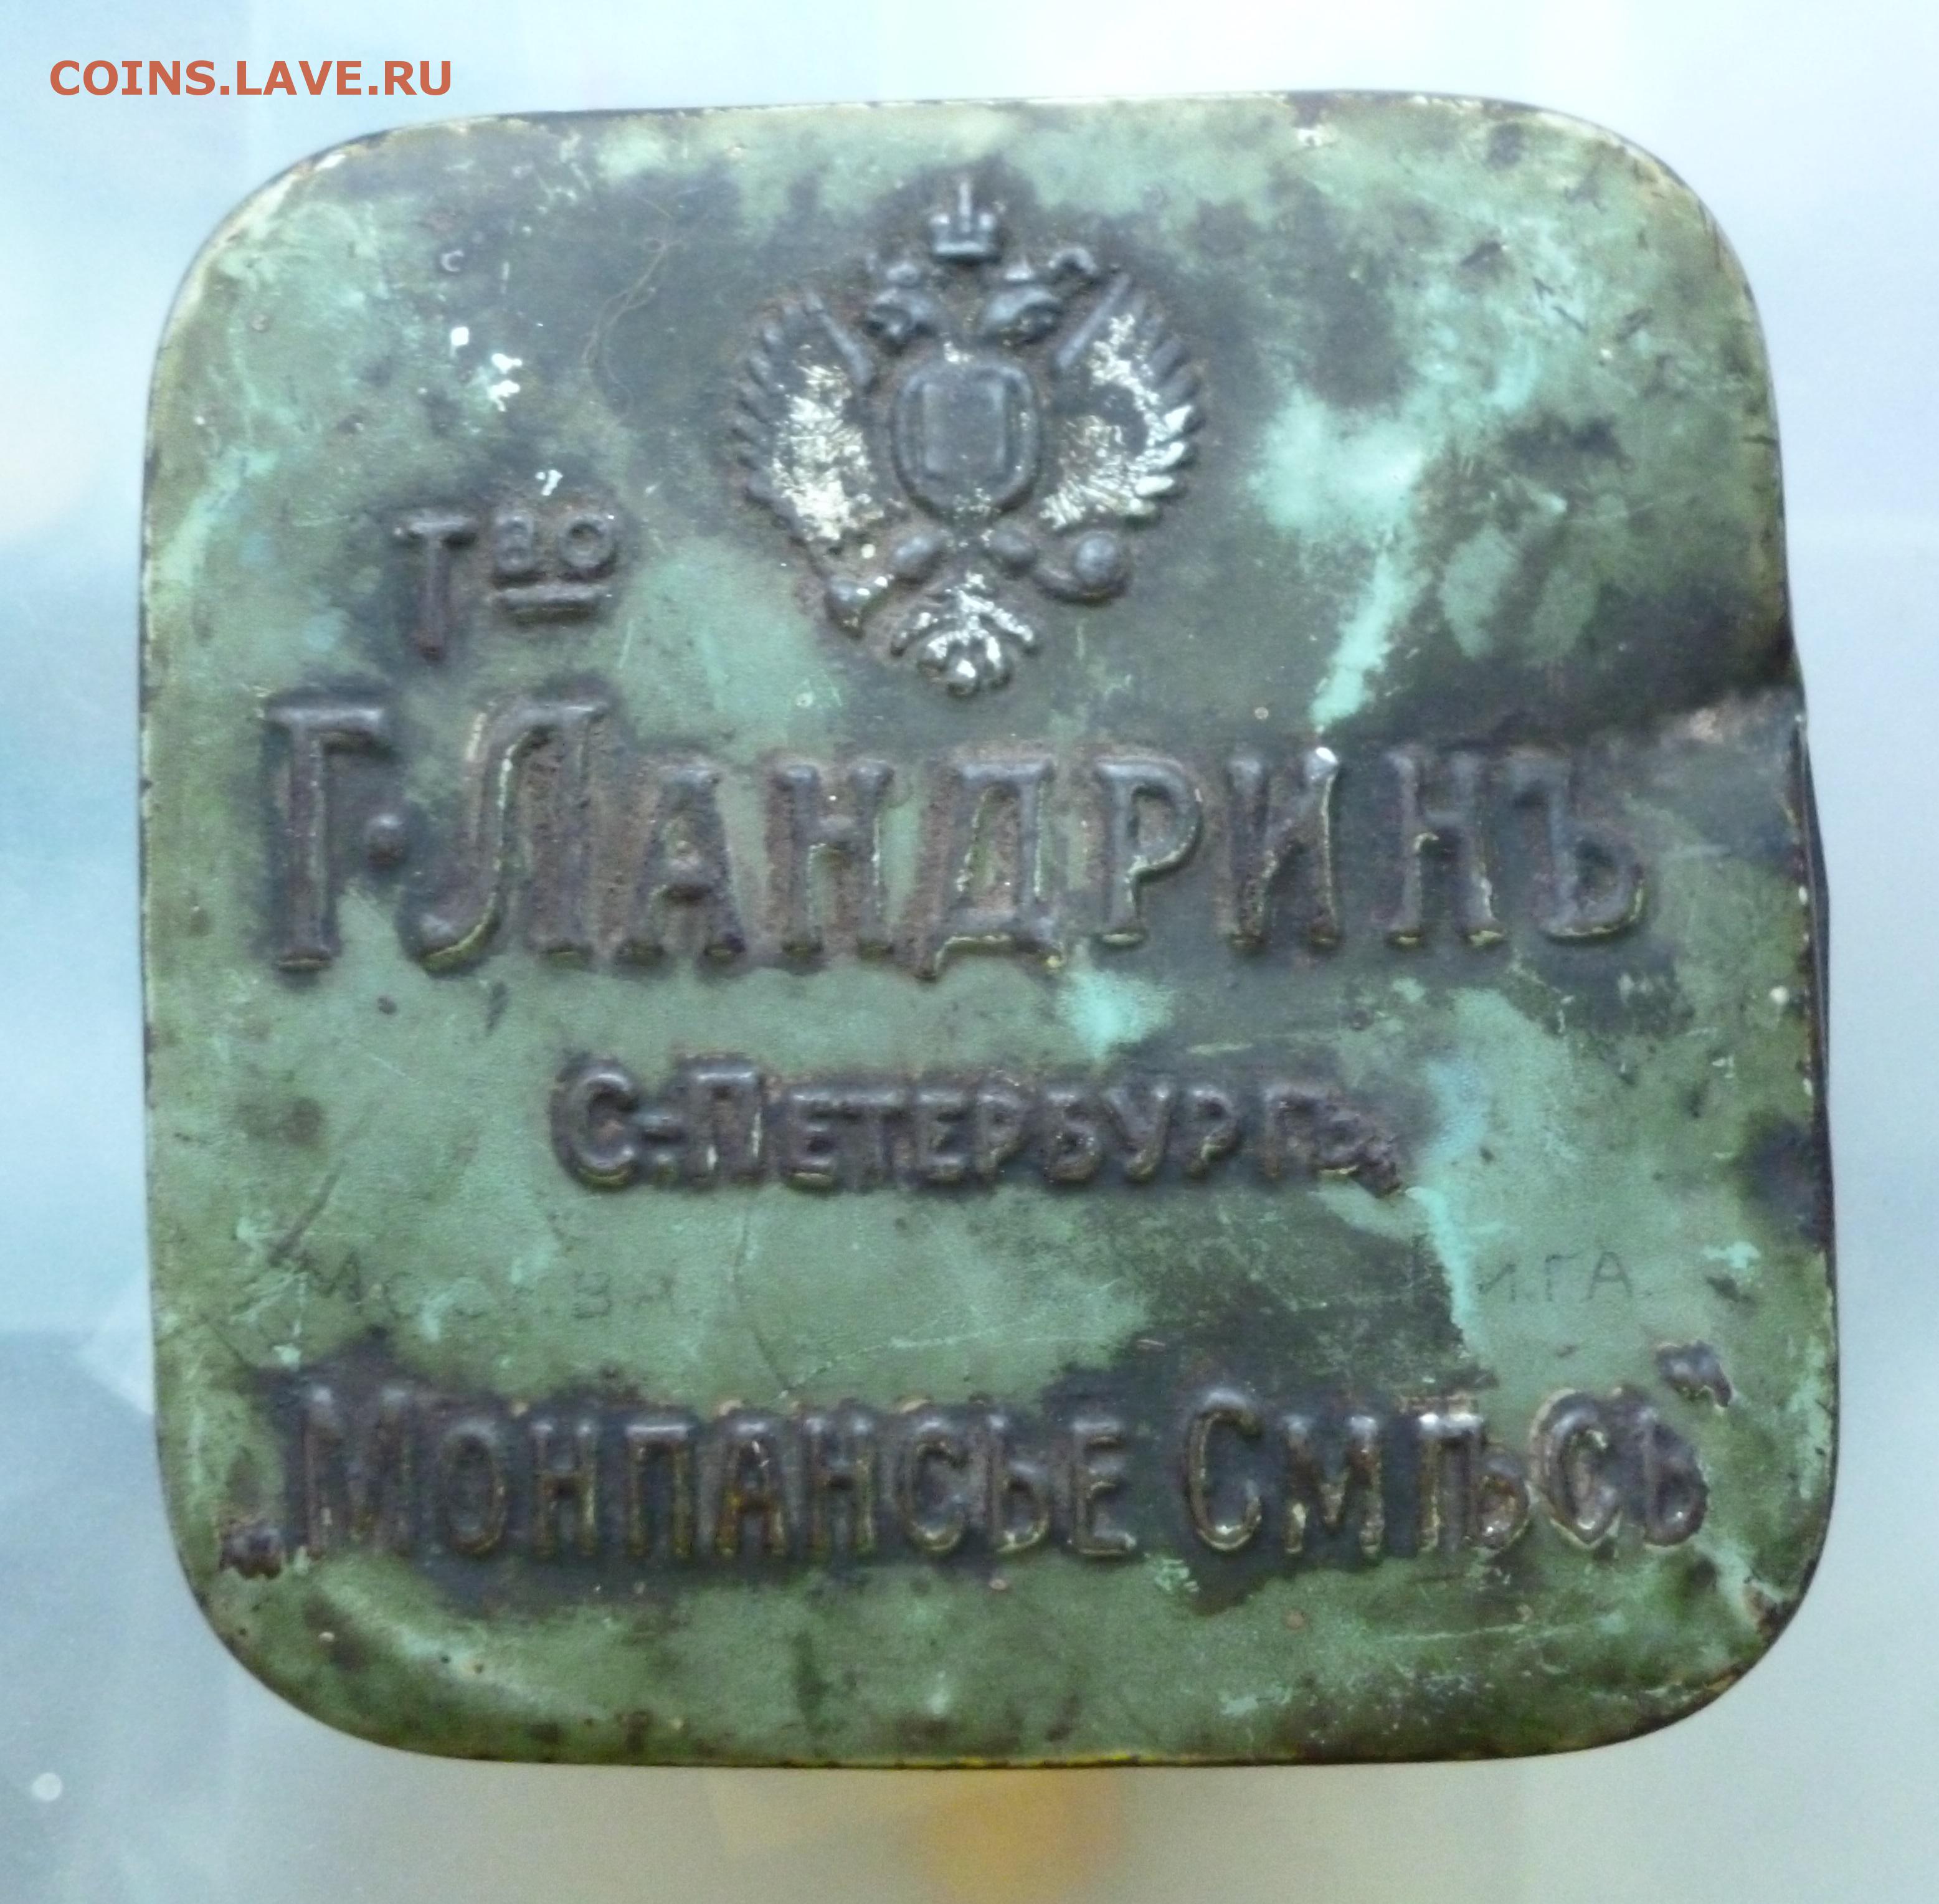 COINS.LAVE.RU
Т во
Г. Ландринъ
С-Петербургъ
„Монпансье Смѣсь"